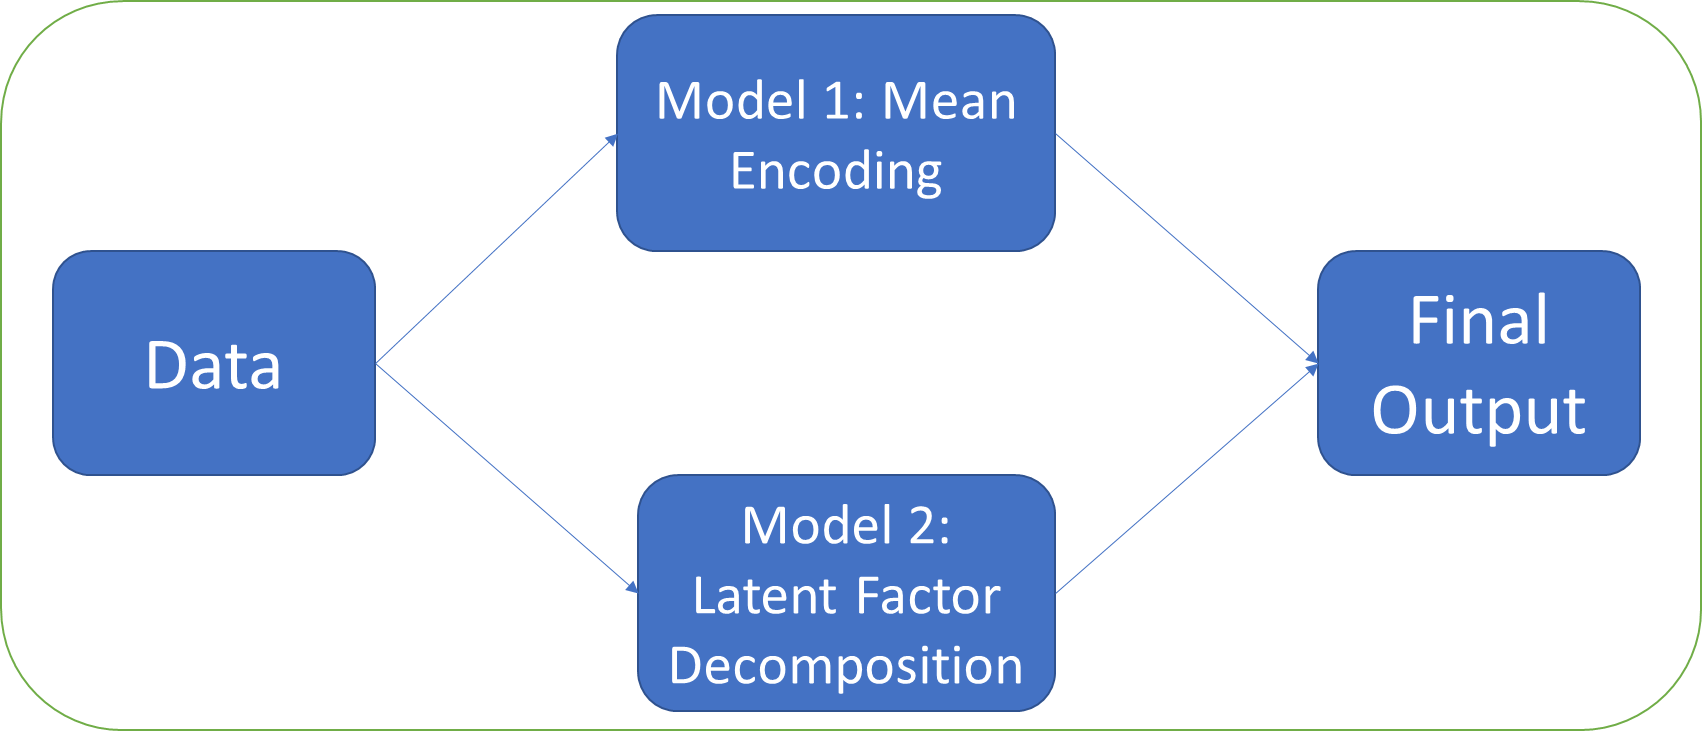 Model 1: Mean
Encoding
Data
Final
Output
Model 2:
Latent Factor
Decomposition